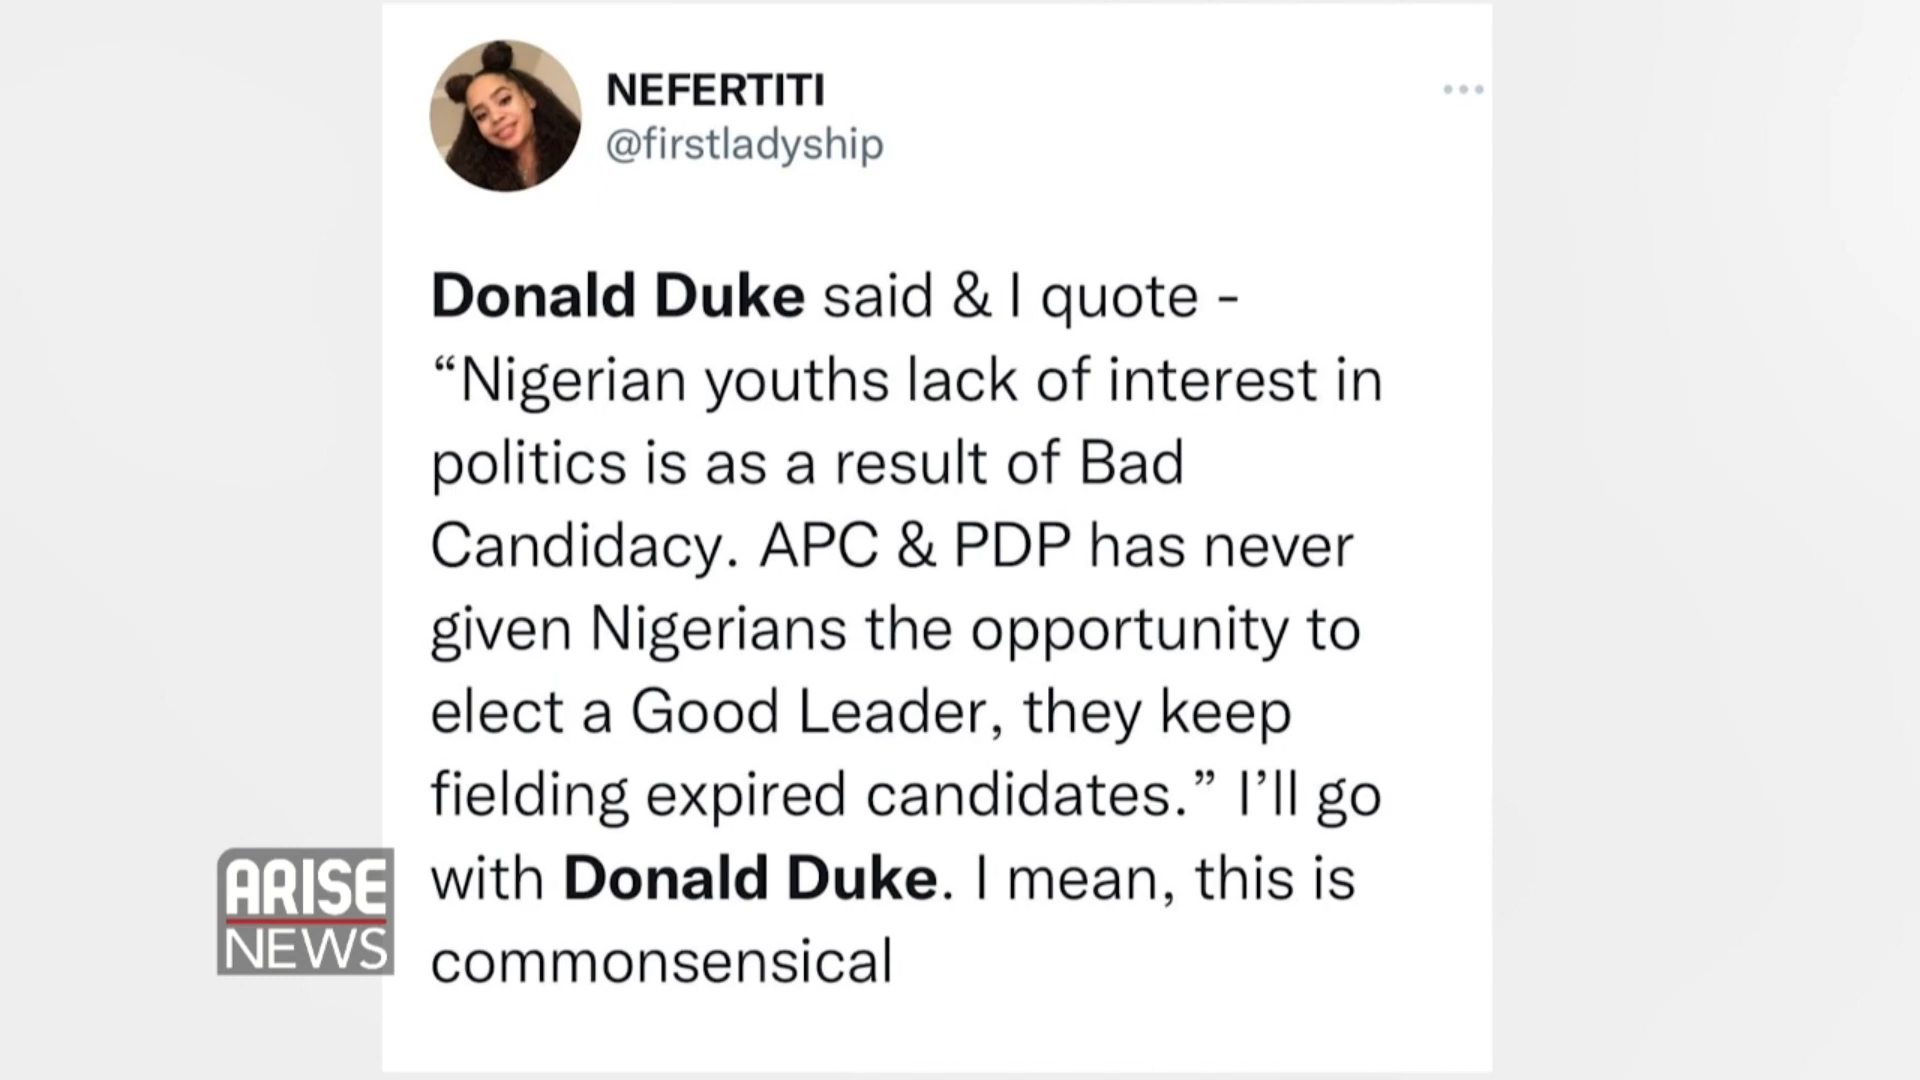 NEFERTITI
@firstladyship
Donald Duke said & I quote -
“Nigerian youths lack of interest in
politics is as a result of Bad
Candidacy. APC & PDP has never
given Nigerians the opportunity to
elect a Good Leader, they keep
fielding expired candidates.” I’ll go
with Donald Duke. I mean, this is
commonsensical
ARISE
NEWS